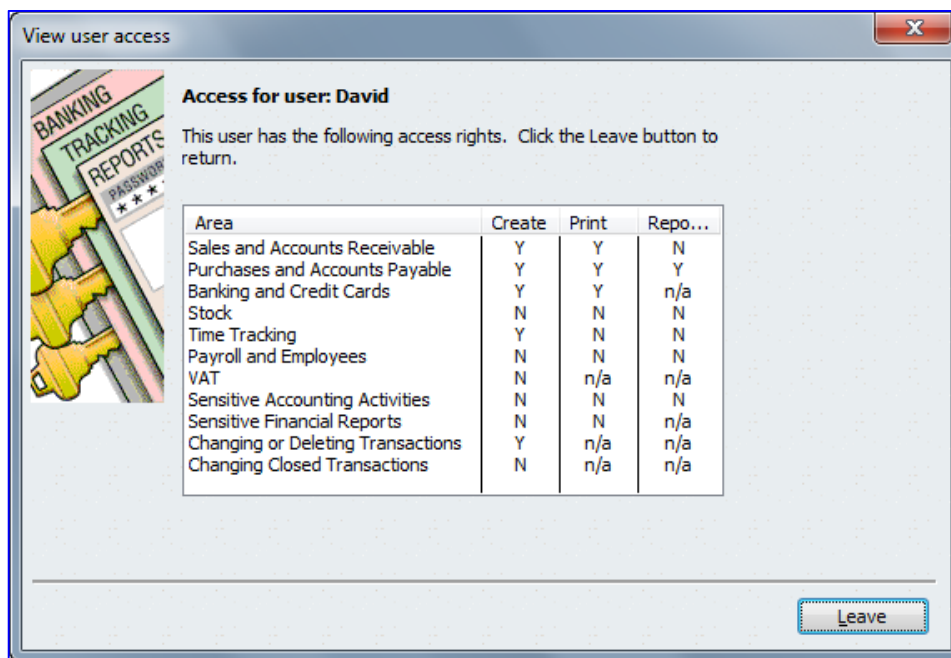 View user access
BANKING
TRACKING
REPORTS
PASSWOR
* * *
Access for user: David
This user has the following access rights. Click the Leave button to
return.
Area Create Print Repo...
Sales and Accounts Receivable Y Y N
Purchases and Accounts Payable Y Y Y
Banking and Credit Cards Y Y n/a
Stock N N N
Time Tracking Y N N
Payroll and Employees N N N
VAT N n/a n/a
Sensitive Accounting Activities N N N
Sensitive Financial Reports N N n/a
Changing or Deleting Transactions Y n/a n/a
Changing Closed Transactions N n/a n/a
Leave